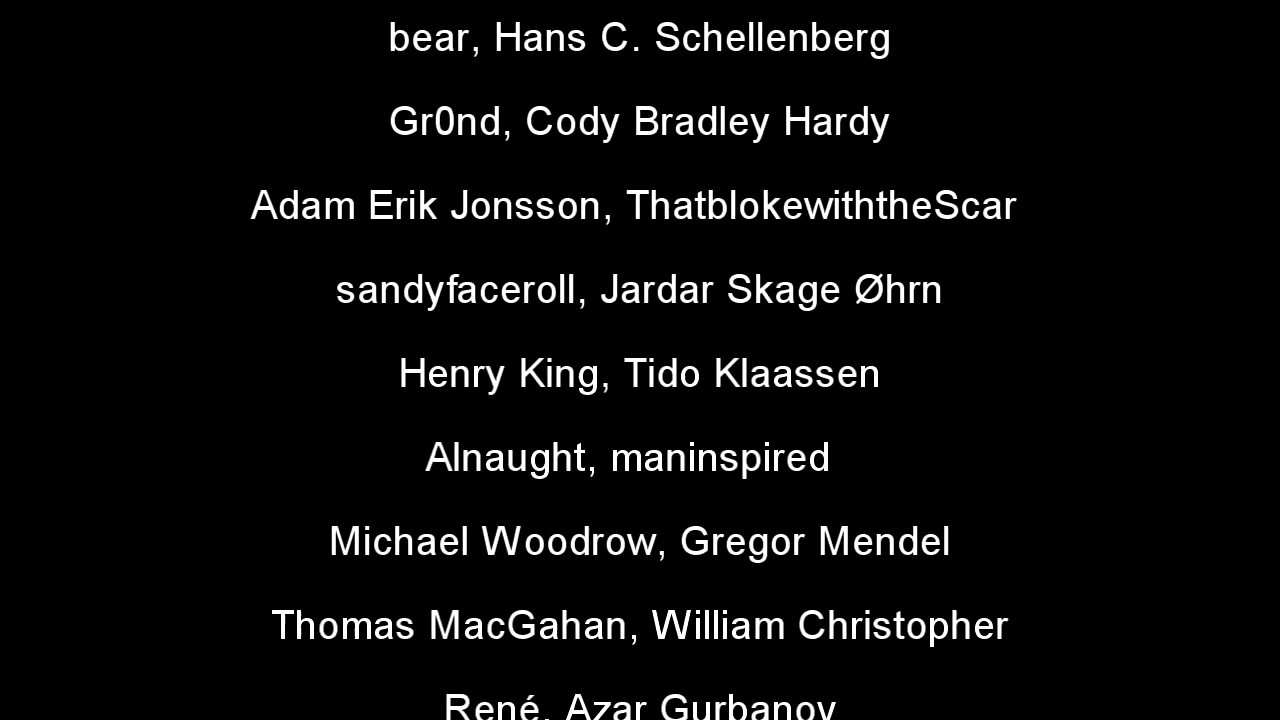 bear, Hans C. Schellenberg
Gr0nd, Cody Bradley Hardy
Adam Erik Jonsson, ThatblokewiththeScar
sandyfaceroll, Jardar Skage Øhrn
Henry King, Tido Klaassen
Alnaught, maninspired
Michael Woodrow, Gregor Mendel
Thomas MacGahan, William Christopher
René, Azar Gurbanov